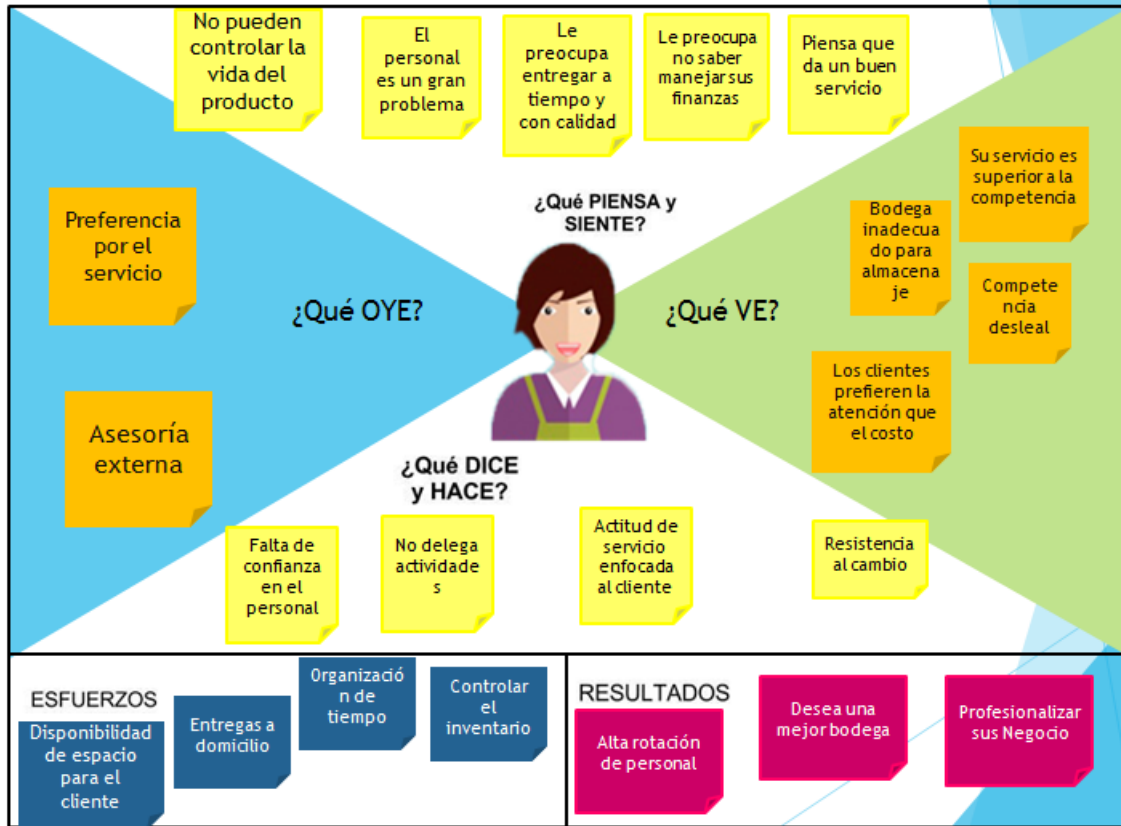 No pueden
controlar la
vida del
producto
El
personal
es un gran
problema
Le
preocupa
entregar a
tiempo y
con calidad
Le preocupa
no saber
manejar sus
finanzas
Piensa que
da un buen
servicio
¿Qué PIENSA y
SIENTE?
Preferencia
por el
servicio
Asesoría
externa
¿Qué OYE?
¿Qué VE?
Su servicio es
superior a la
competencia
Bodega
inadecua
do para
almacena
je
Compete
ncia
desleal
Los clientes
prefieren la
atención que
el costo
¿Qué DICE
y HACE?
Falta de
confianza
en el
personal
No delega
actividade
s
Actitud de
servicio
enfocada
al cliente
Resistencia
al cambio
ESFUERZOS
Disponibilidad
de espacio
para el
cliente
Entregas a
domicilio
Organizació
n de
tiempo
Controlar
el
inventario
RESULTADOS
Alta rotación
de personal
Desea una
mejor bodega
Profesionalizar
sus Negocio